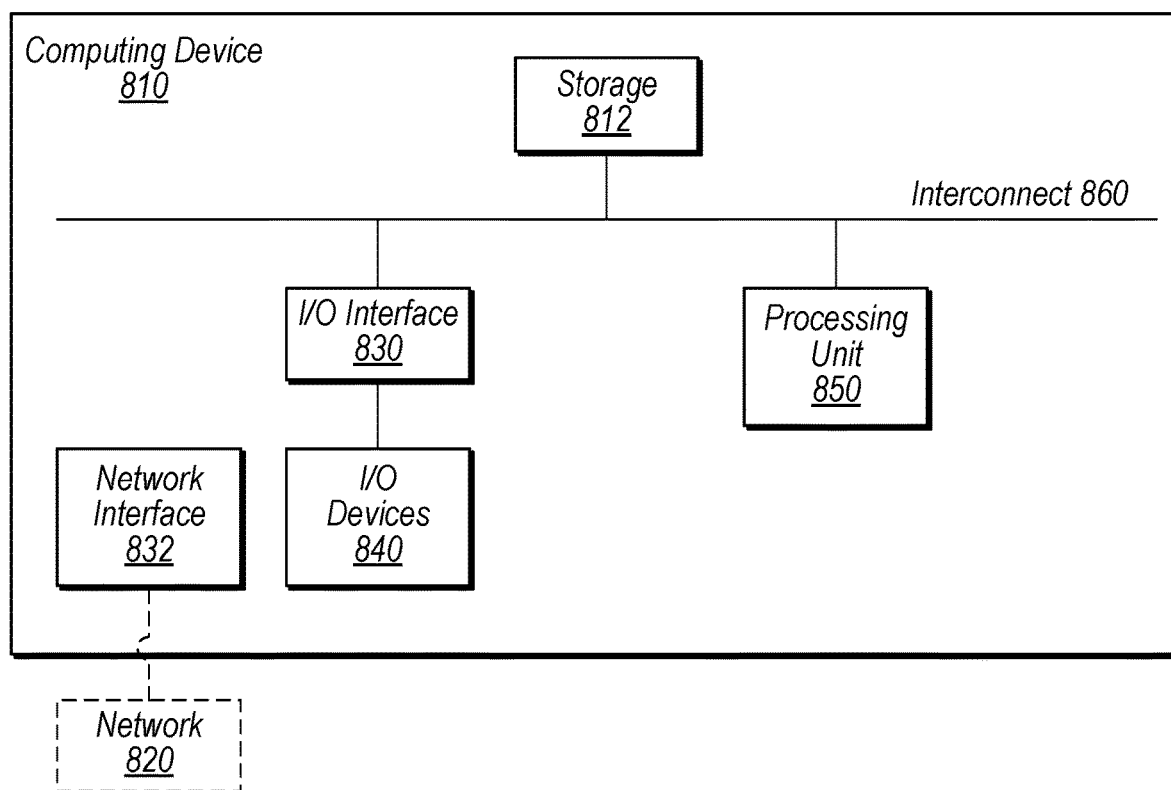 Computing Device
810
Storage
812
Interconnect 860
I/O Interface
830
Processing
Unit
850
Network
Interface
832
I/O
Devices
840
Network
820